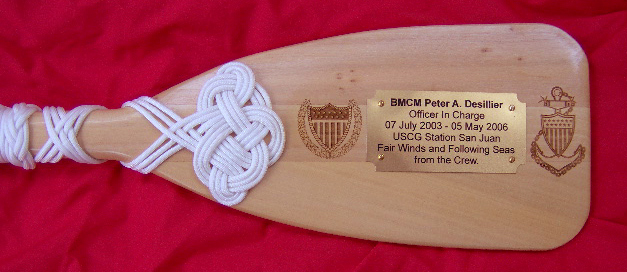 BMCM Peter A. Desillier
Officer In Charge
07 July 2003 - 05 May 2006
USCG Station San Juan
Fair Winds and Following Seas
from the Crew.